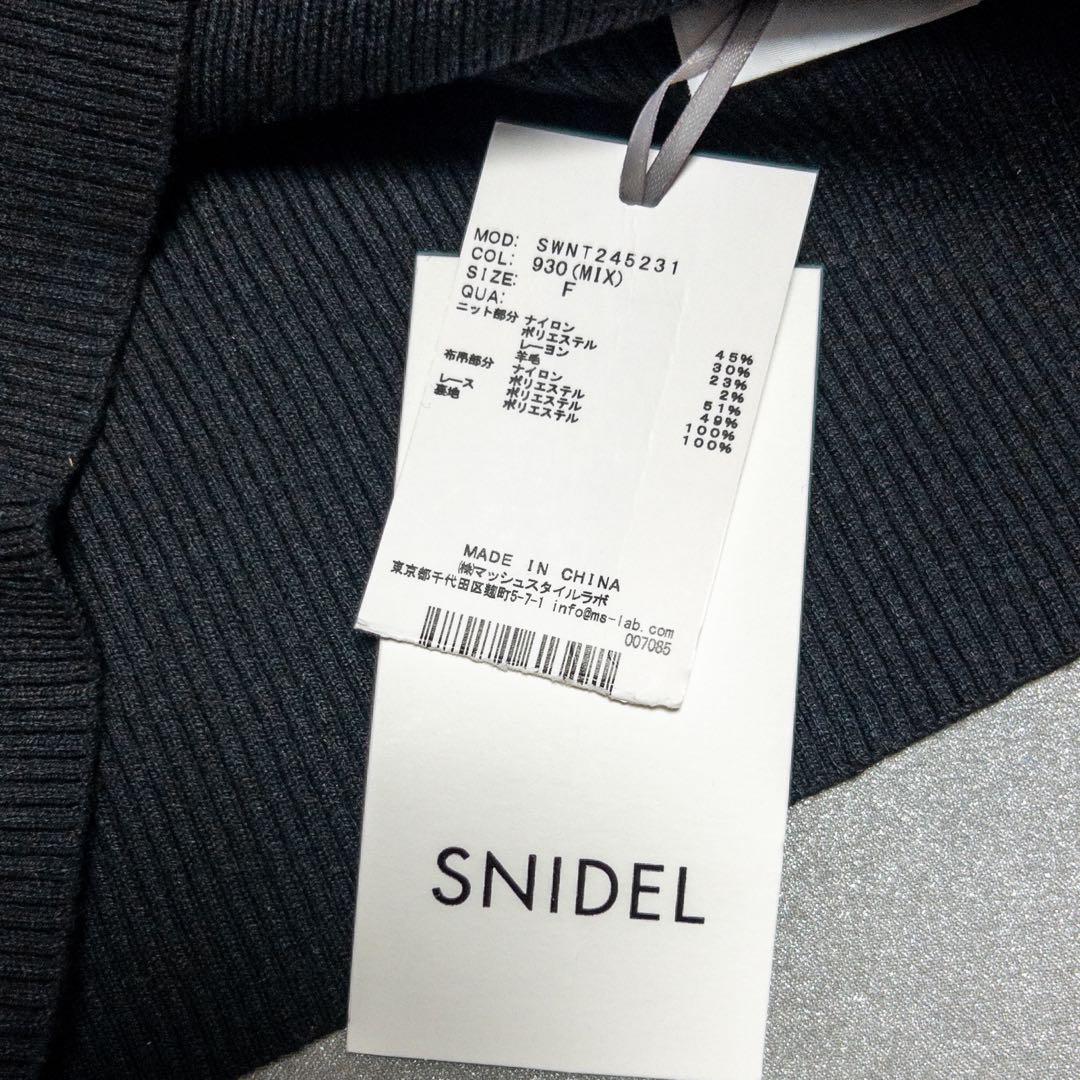 MOD: SWNT245231
COL: 930(MIX)
SIZE: F
QUA:
ニット部分 ナイロン 45%
ポリエステル 30%
レーヨン 23%
羊毛 2%
布帛部分 ナイロン 51%
ポリエステル 49%
レース ポリエステル 100%
裏地 ポリエステル 100%
MADE IN CHINA
㈱マッシュスタイルラボ
東京都千代田区麹町5-7-1 info@ms-lab.com
007085
SNIDEL